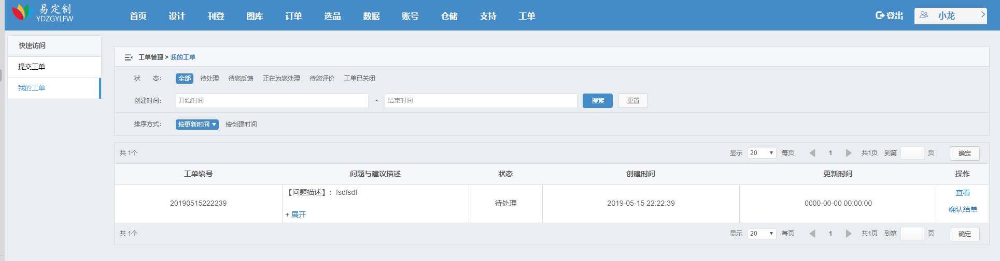 易定制
YDZGYLFW
首页 设计 刊登 图库 订单 选品 数据 账号 仓储 支持 工单
登出 小龙
快速访问
提交工单
我的工单
工单管理 > 我的工单
状 态： 全部 待处理 待您反馈 正在为您处理 待您评价 工单已关闭
创建时间： 开始时间 ~ 结束时间 搜索 重置
排序方式： 按更新时间 按创建时间
共 1个 显示 20 每页 1 共1页 到第 页 确定
工单编号 问题与建议描述 状态 创建时间 更新时间 操作
20190515222239 【问题描述】：fsdfsdf 待处理 2019-05-15 22:22:39 0000-00-00 00:00:00 查看
+ 展开 确认结单
共 1个 显示 20 每页 1 共1页 到第 页 确定